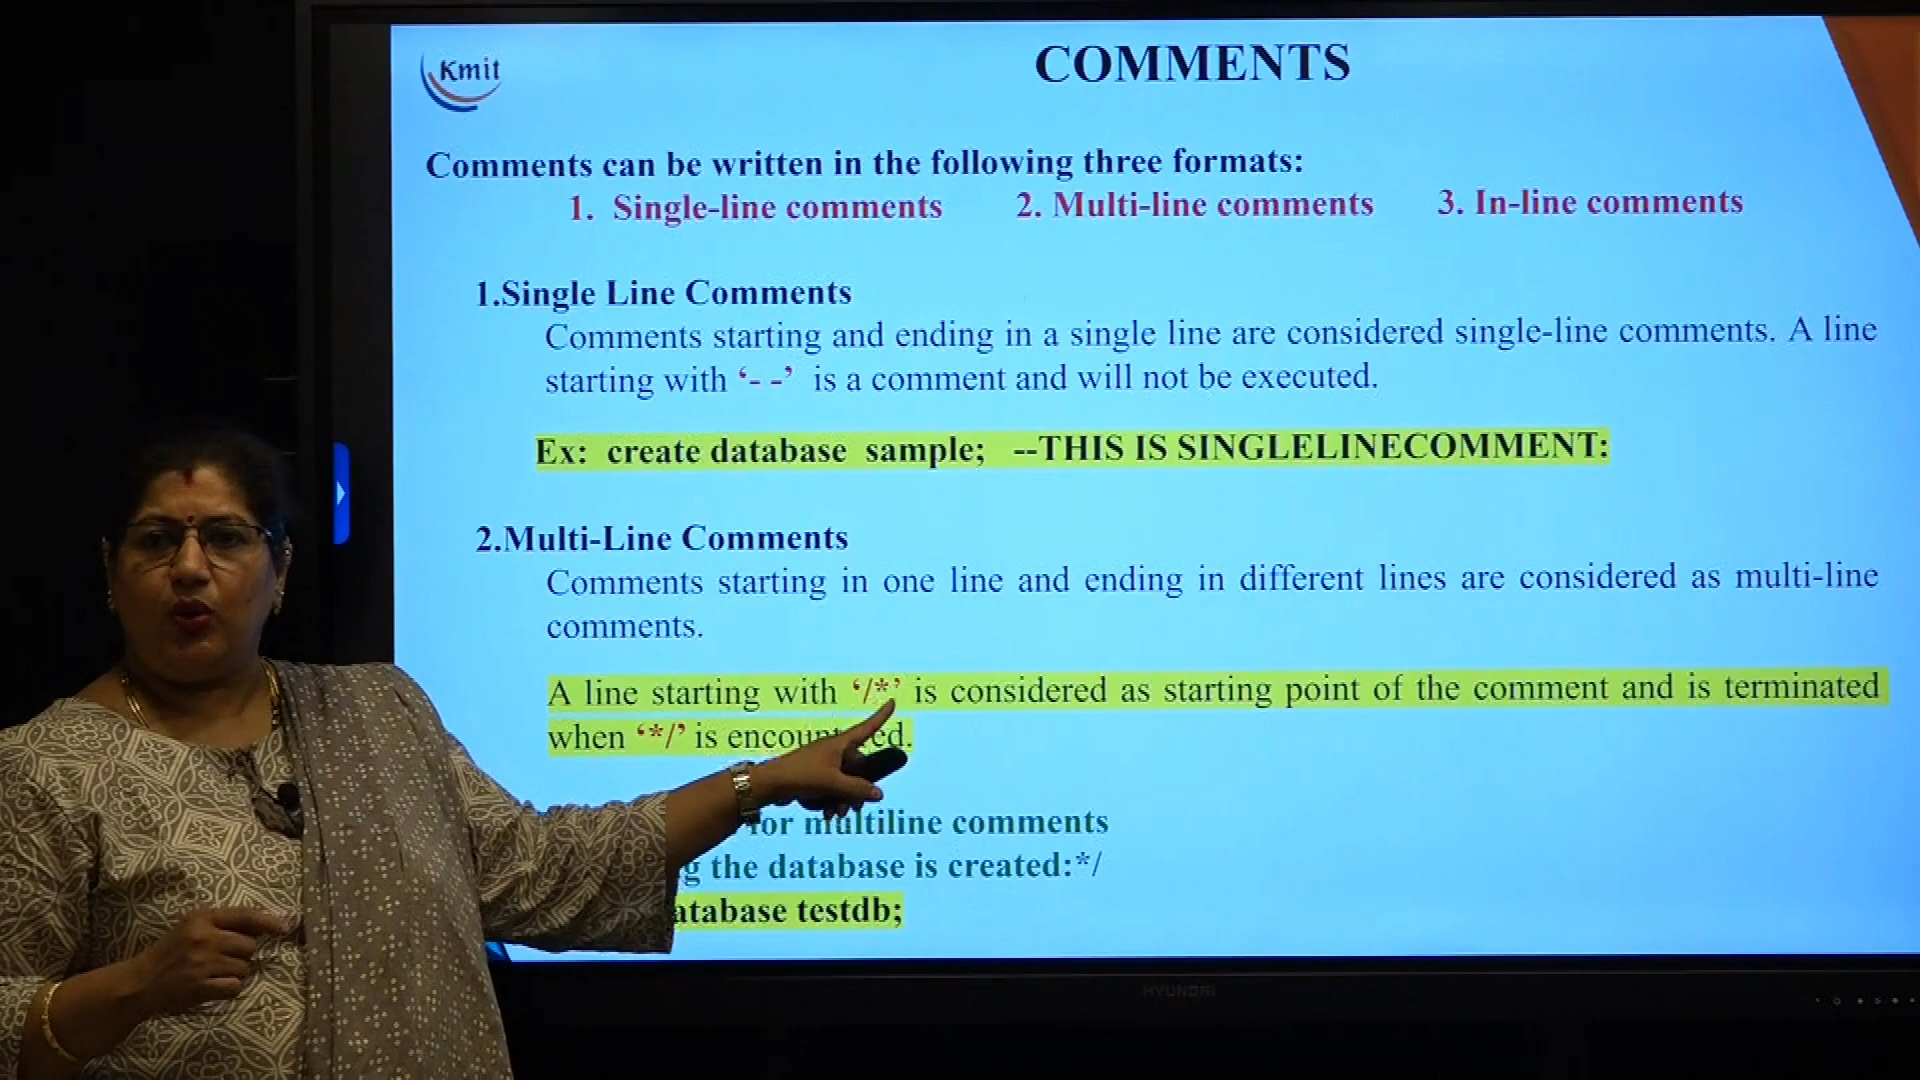 Kmit
COMMENTS
Comments can be written in the following three formats:
1. Single-line comments 2. Multi-line comments 3. In-line comments
1.Single Line Comments
Comments starting and ending in a single line are considered single-line comments. A line
starting with ‘- -’ is a comment and will not be executed.
Ex: create database sample; --THIS IS SINGLELINECOMMENT:
2.Multi-Line Comments
Comments starting in one line and ending in different lines are considered as multi-line
comments.
A line starting with ‘/*’ is considered as starting point of the comment and is terminated
when ‘*/’ is encountered.
for multiline comments
the database is created:*/
testdb;
HYUNDAI